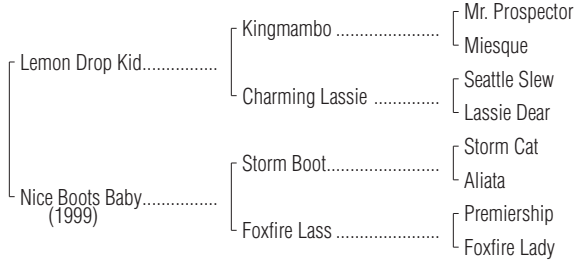 Mr. Prospector
Kingmambo ......................
Miesque
Lemon Drop Kid................
Seattle Slew
Charming Lassie ..............
Lassie Dear
Storm Cat
Storm Boot........................
Aliata
Nice Boots Baby................
(1999)
Premiership
Foxfire Lass ......................
Foxfire Lady